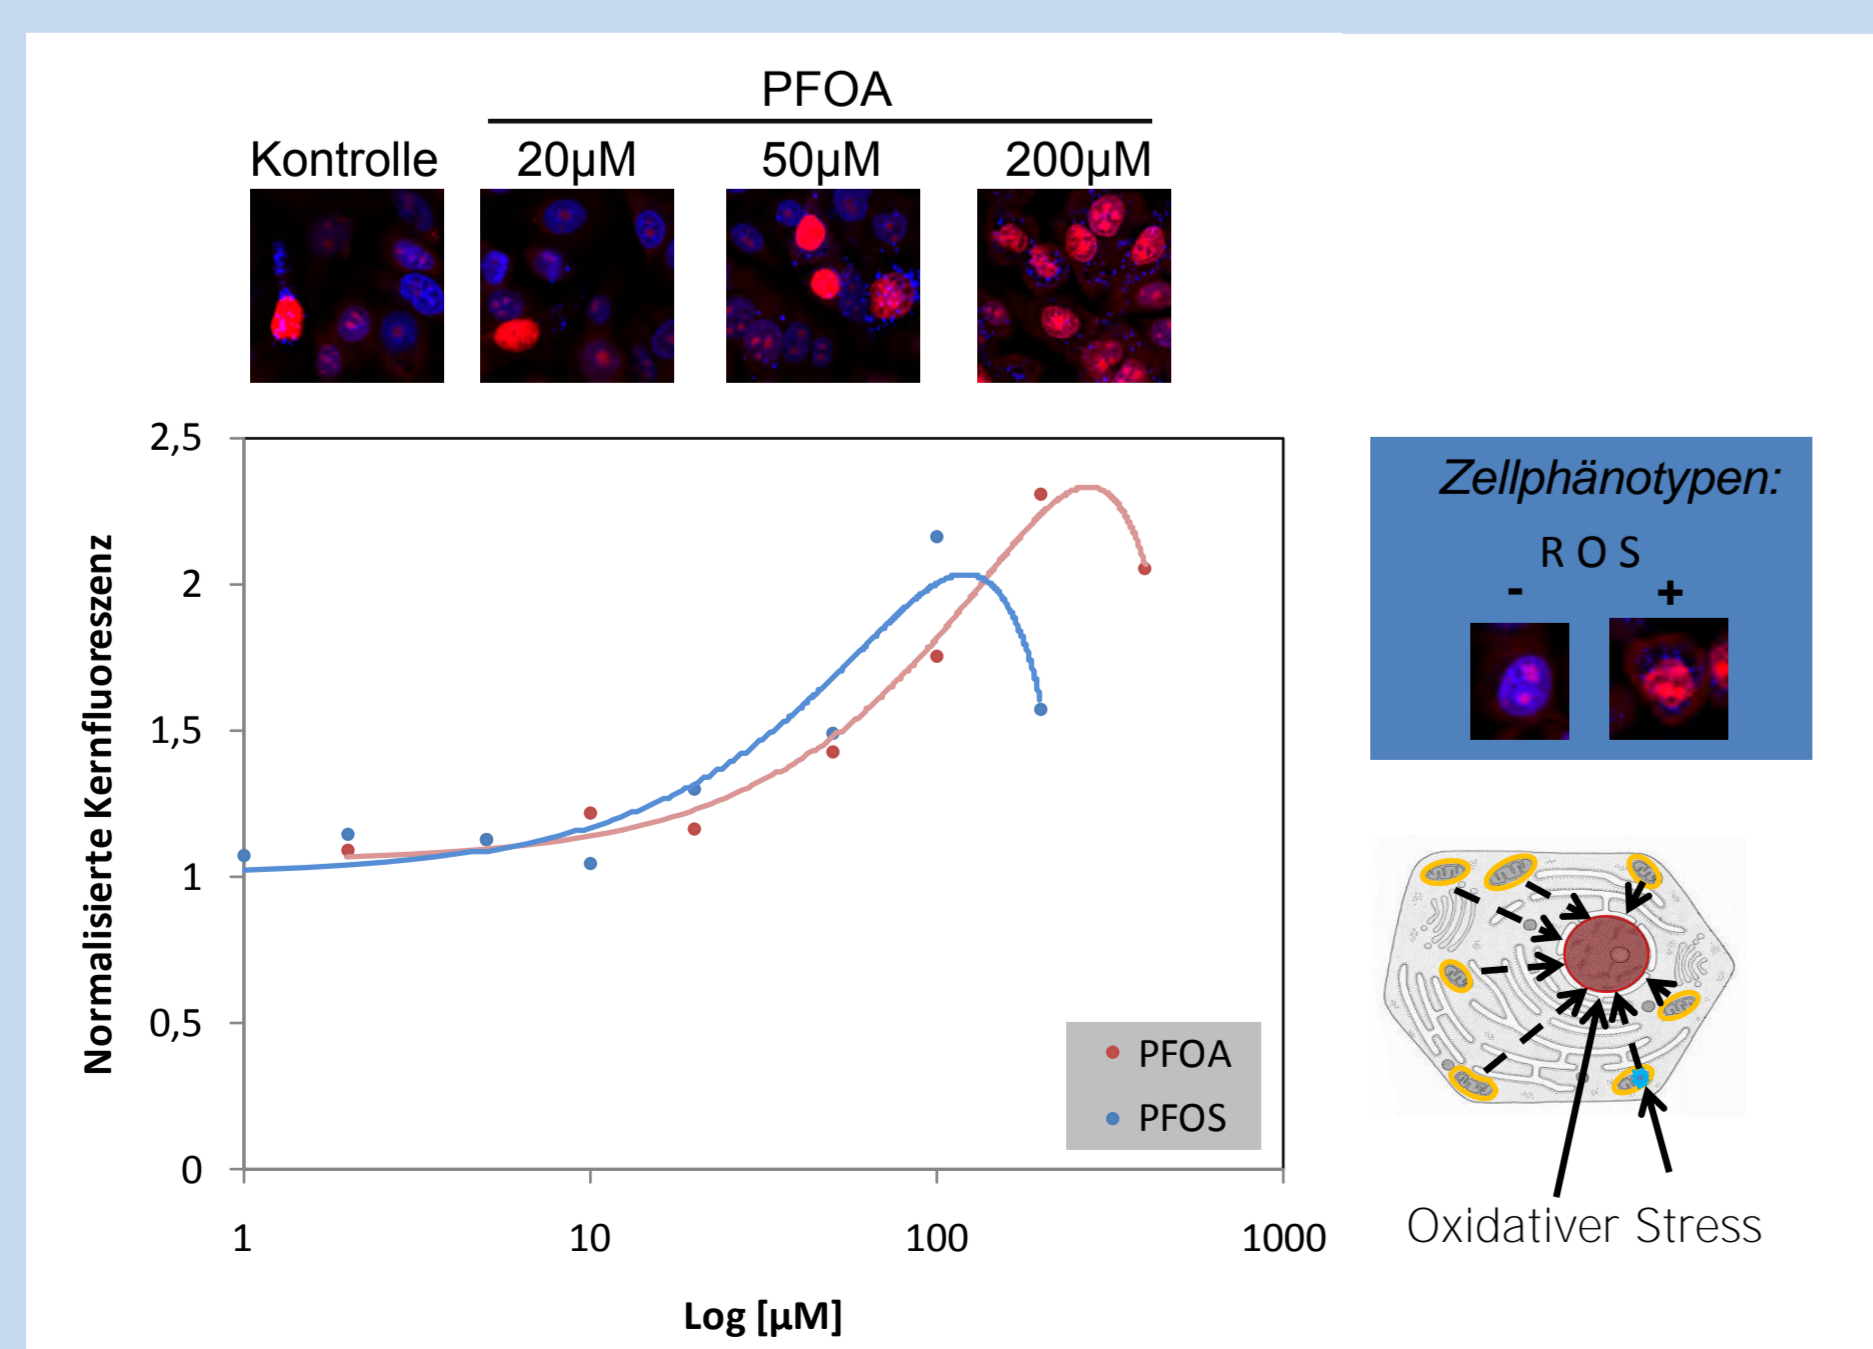 PFOA
Kontrolle 20µM 50µM 200µM
2,5
2
1,5
1
0,5
0
Normalisierte Kernfluoreszenz
1 10 100 1000
Log [µM]
PFOA
PFOS
Zellphänotypen:
R O S
- +
Oxidativer Stress